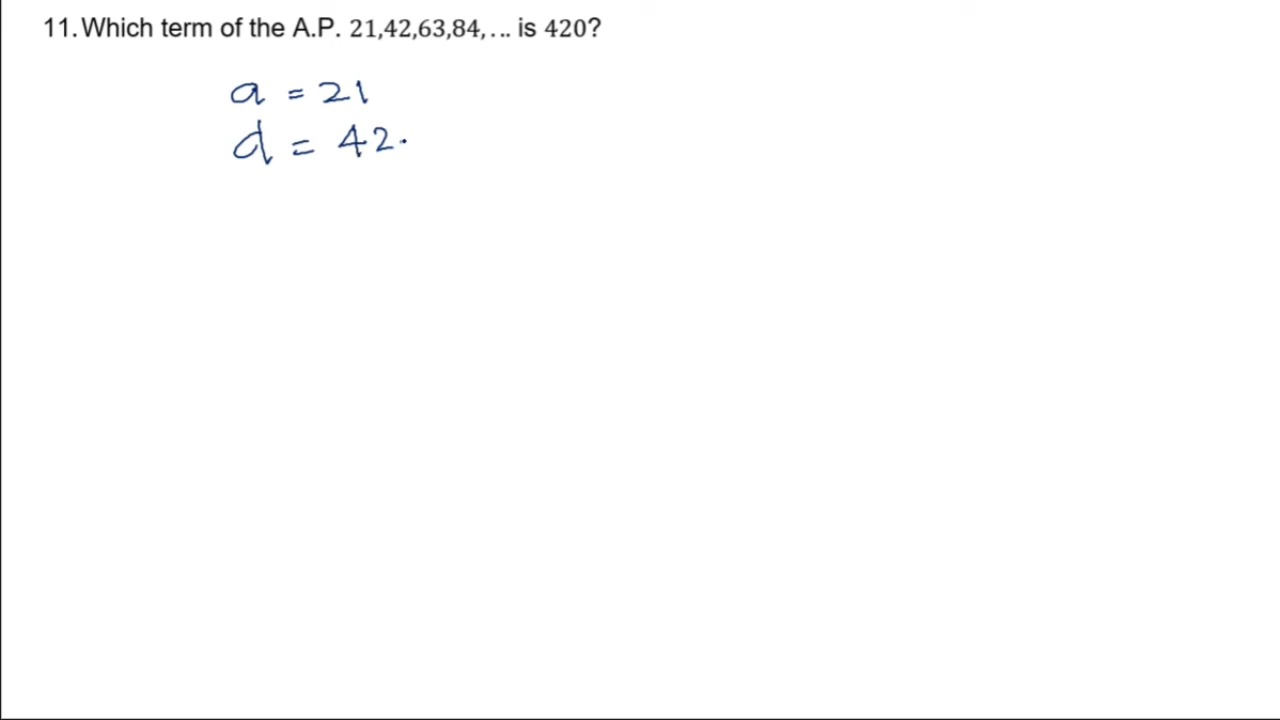 11. Which term of the A.P. 21,42,63,84,... is 420?
a = 21
d = 42.